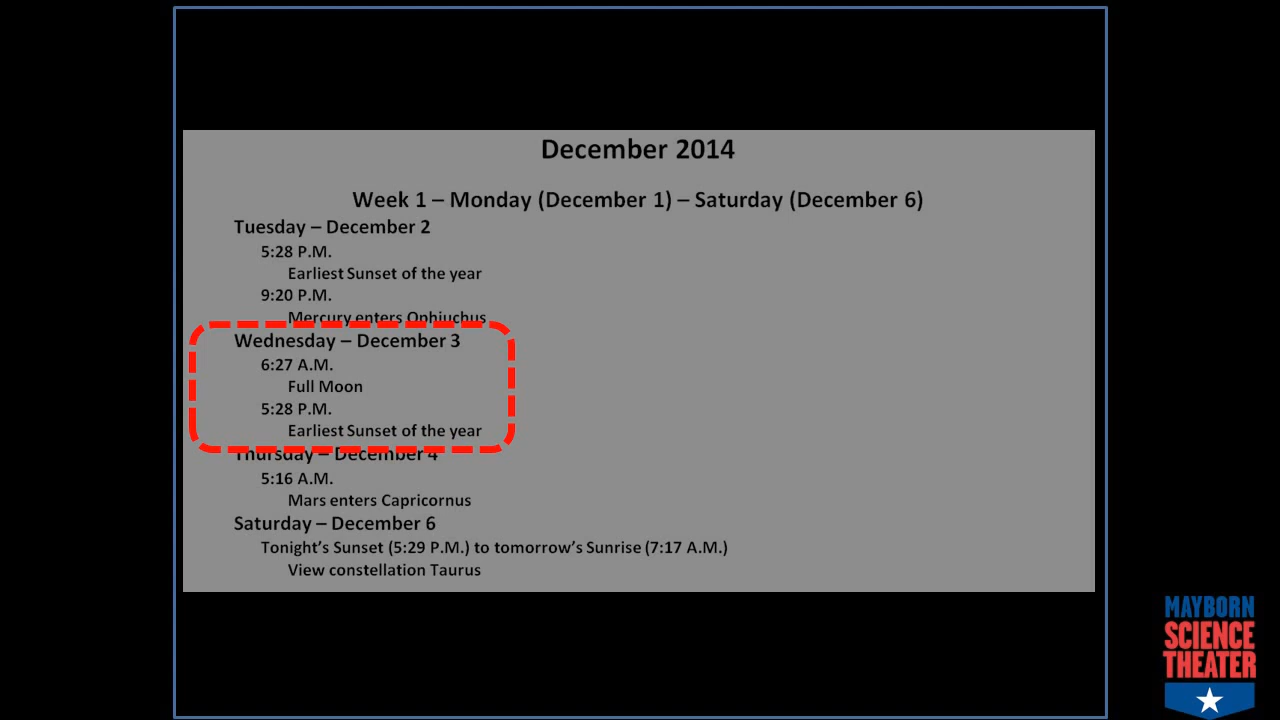 December 2014
Week 1 – Monday (December 1) – Saturday (December 6)
Tuesday – December 2
5:28 P.M.
Earliest Sunset of the year
9:20 P.M.
Mercury enters Ophiuchus
Wednesday – December 3
6:27 A.M.
Full Moon
5:28 P.M.
Earliest Sunset of the year
Thursday – December 4
5:16 A.M.
Mars enters Capricornus
Saturday – December 6
Tonight’s Sunset (5:29 P.M.) to tomorrow’s Sunrise (7:17 A.M.)
View constellation Taurus
MAYBORN
SCIENCE
THEATER